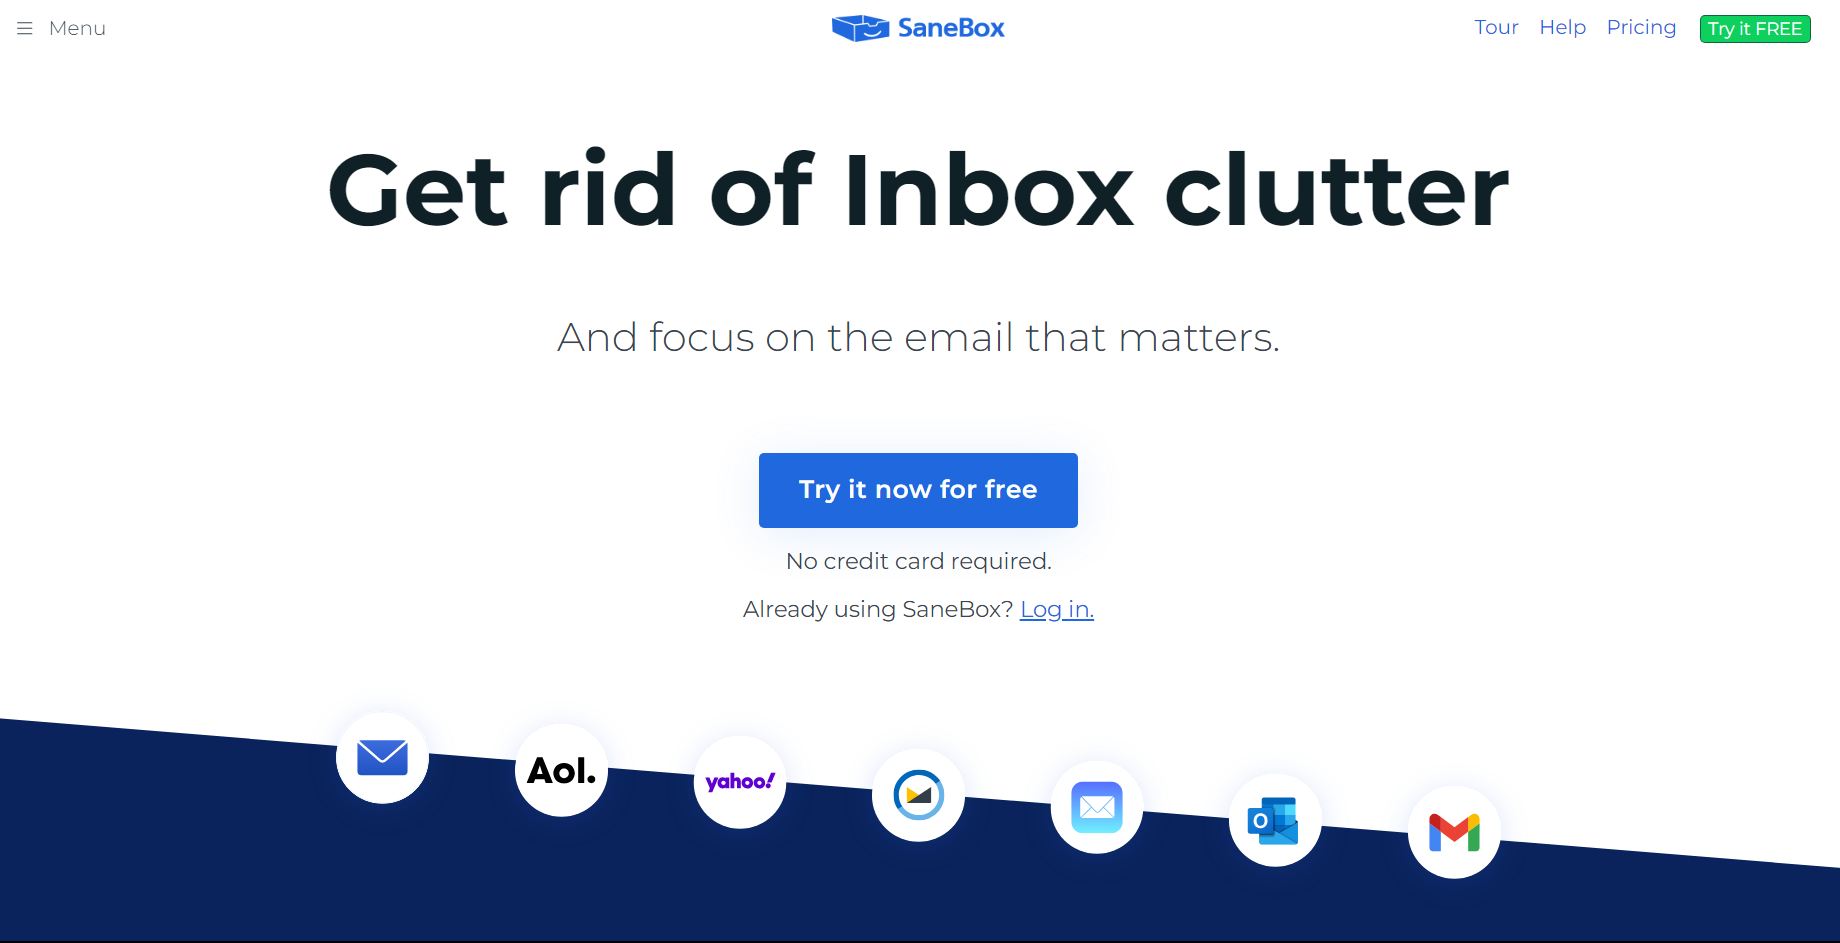 Menu
SaneBox
Tour Help Pricing Try it FREE
Get rid of Inbox clutter
And focus on the email that matters.
Try it now for free
No credit card required.
Already using SaneBox? Log in.
Aol.
yahoo!
O